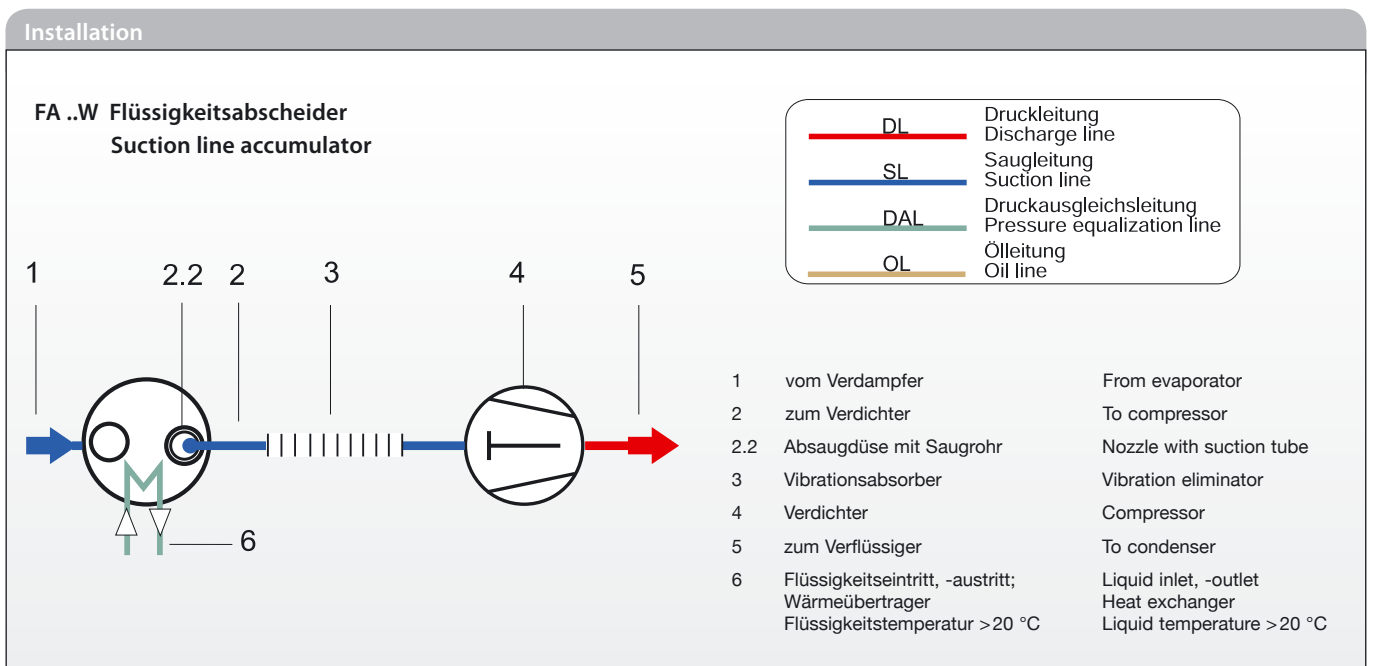 Installation
FA ..W Flüssigkeitsabscheider
Suction line accumulator
DL
Druckleitung
Discharge line
SL
Saugleitung
Suction line
DAL
Druckausgleichsleitung
Pressure equalization line
OL
Ölleitung
Oil line
1 2.2 2 3 4 5
6
1 vom Verdampfer From evaporator
2 zum Verdichter To compressor
2.2 Absaugdüse mit Saugrohr Nozzle with suction tube
3 Vibrationsabsorber Vibration eliminator
4 Verdichter Compressor
5 zum Verflüssiger To condenser
6 Flüssigkeitseintritt, -austritt; Liquid inlet, -outlet
Wärmeübertrager Heat exchanger
Flüssigkeitstemperatur >20 °C Liquid temperature >20 °C